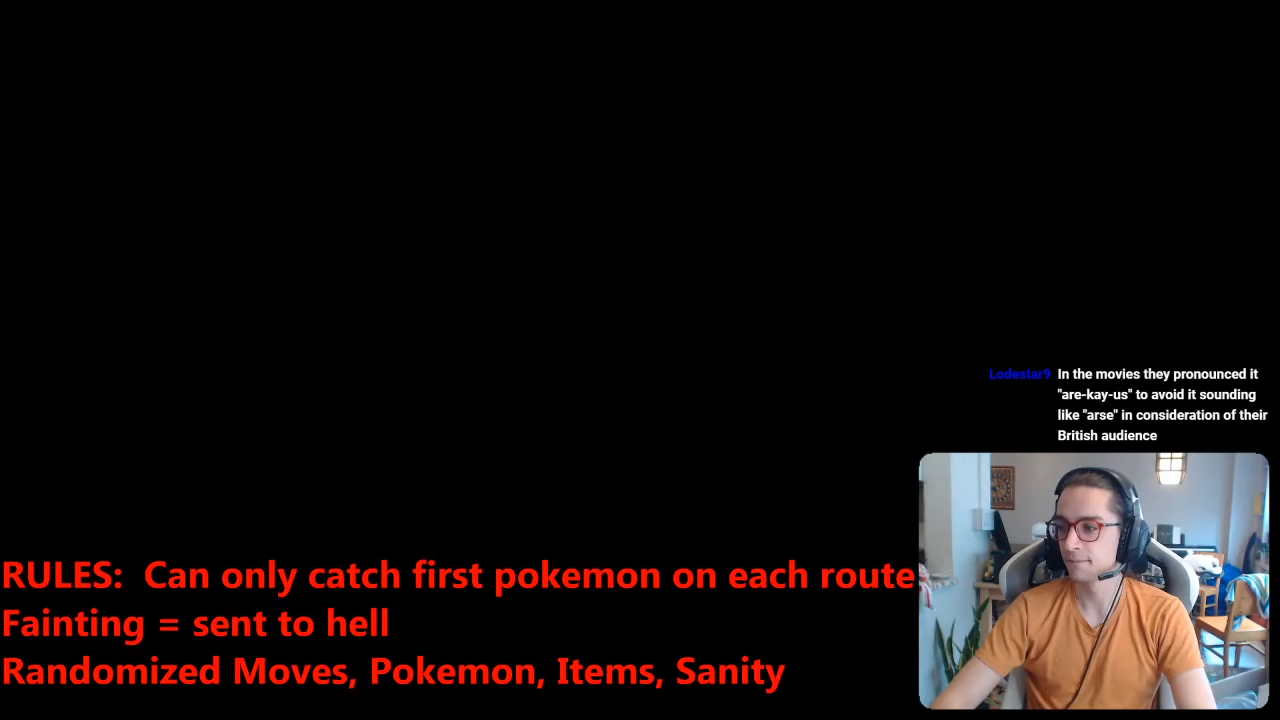 Lodestar9 In the movies they pronounced it
"are-kay-us" to avoid it sounding
like "arse" in consideration of their
British audience
RULES:  Can only catch first pokemon on each route
Fainting = sent to hell
Randomized Moves, Pokemon, Items, Sanity